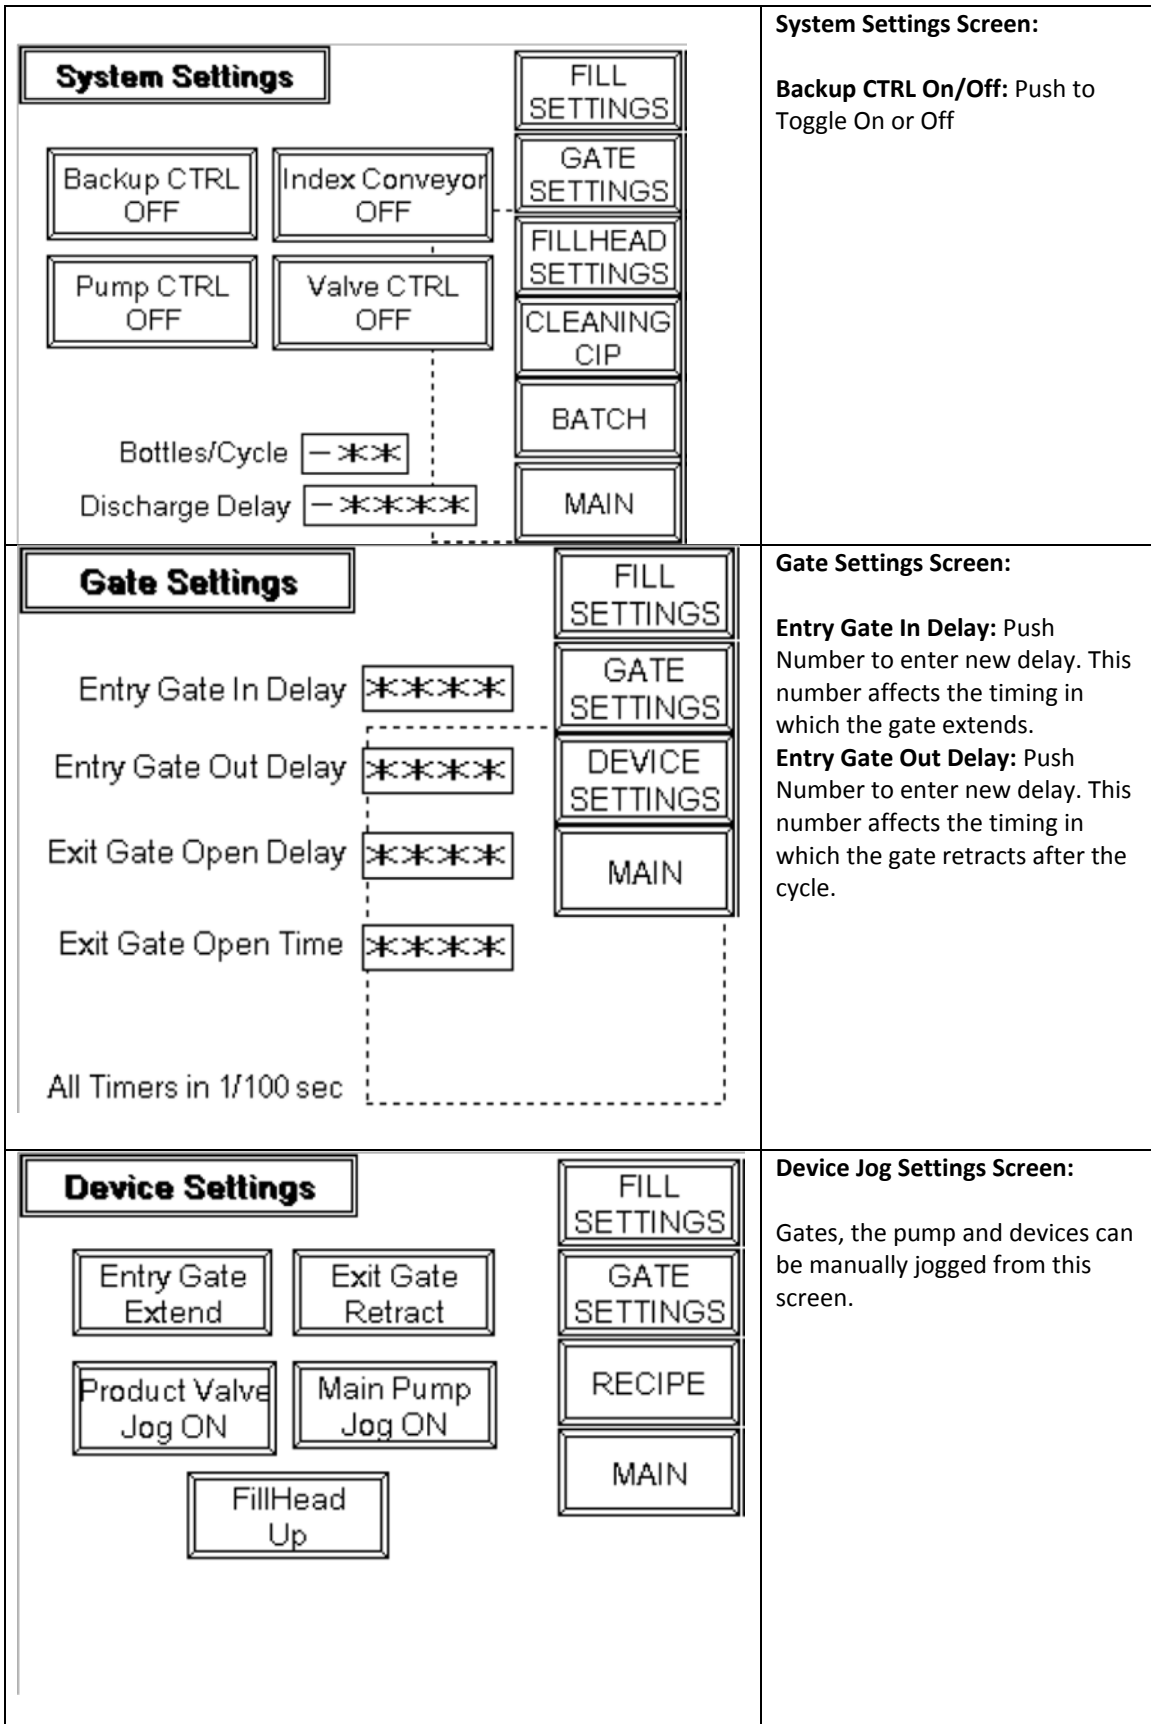 System Settings
Backup CTRL
OFF
Index Conveyor
OFF
Pump CTRL
OFF
Valve CTRL
OFF
Bottles/Cycle -**
Discharge Delay -****
FILL
SETTINGS
GATE
SETTINGS
FILLHEAD
SETTINGS
CLEANING
CIP
BATCH
MAIN
System Settings Screen:
Backup CTRL On/Off: Push to
Toggle On or Off
Gate Settings
Entry Gate In Delay ****
Entry Gate Out Delay ****
Exit Gate Open Delay ****
Exit Gate Open Time ****
All Timers in 1/100 sec
FILL
SETTINGS
GATE
SETTINGS
DEVICE
SETTINGS
MAIN
Gate Settings Screen:
Entry Gate In Delay: Push
Number to enter new delay. This
number affects the timing in
which the gate extends.
Entry Gate Out Delay: Push
Number to enter new delay. This
number affects the timing in
which the gate retracts after the
cycle.
Device Settings
Entry Gate
Extend
Exit Gate
Retract
Product Valve
Jog ON
Main Pump
Jog ON
FillHead
Up
FILL
SETTINGS
GATE
SETTINGS
RECIPE
MAIN
Device Jog Settings Screen:
Gates, the pump and devices can
be manually jogged from this
screen.